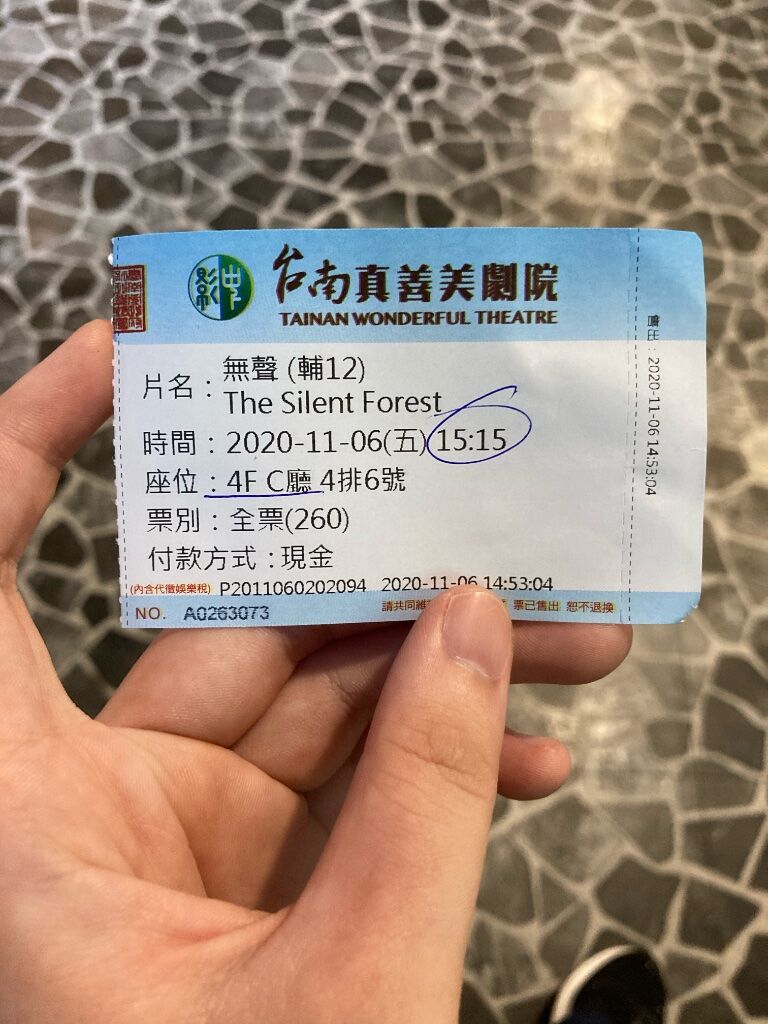 影 台南真善美劇院
TAINAN WONDERFUL THEATRE
片名：無聲 (輔12)
The Silent Forest
時間：2020-11-06(五) 15:15
座位：4F C廳 4排6號
票別：全票(260)
付款方式：現金
(內含代徵娛樂稅) P2011060202094 2020-11-06 14:53:04
NO. A0263073 請共同維 票已售出 恕不退換
售出：2020-11-06 14:53:04